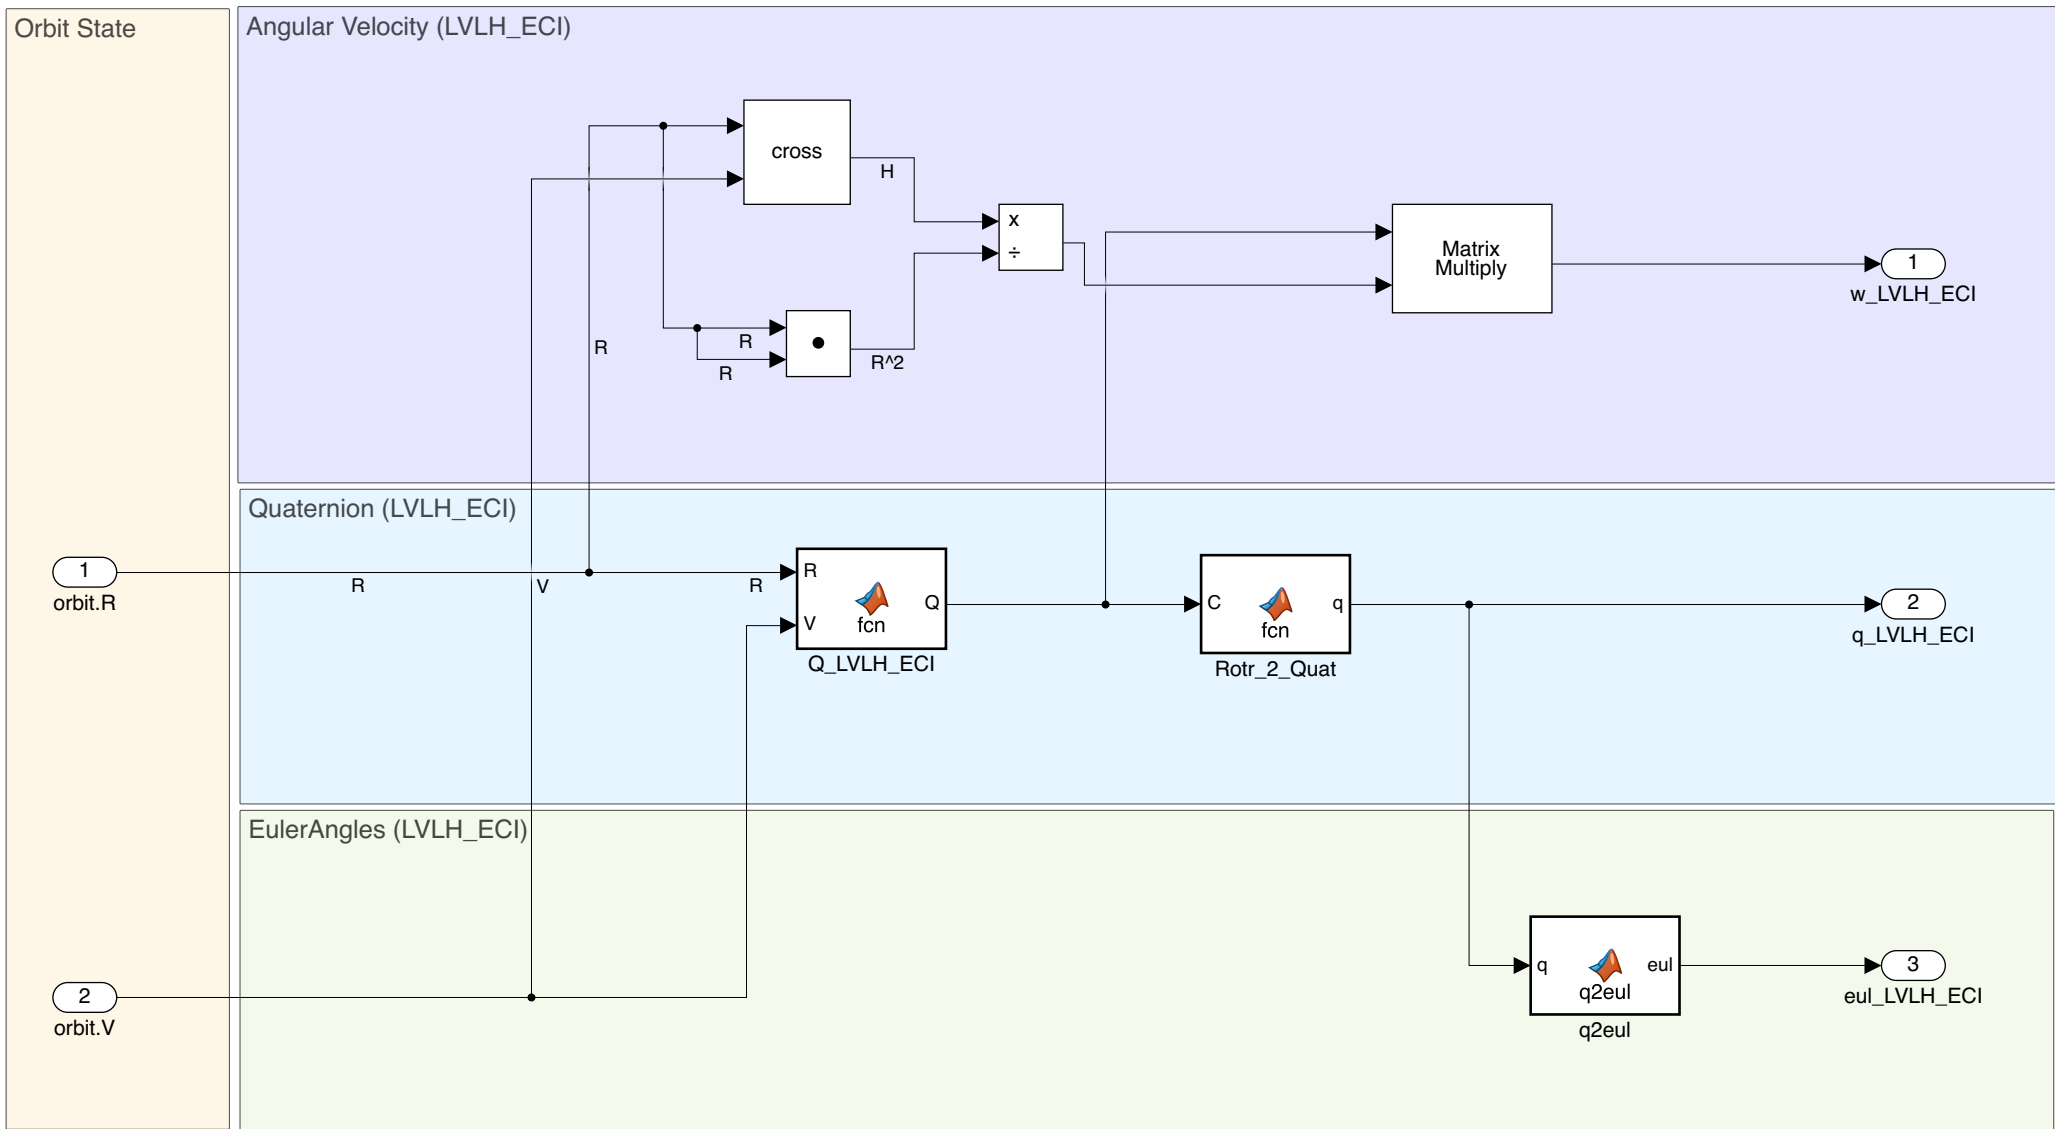 Orbit State
Angular Velocity (LVLH_ECI)
cross
H
x
÷
Matrix
Multiply
1
w_LVLH_ECI
R
R
R
R^2
Quaternion (LVLH_ECI)
1
orbit.R
R
V
R
R
V
Q
fcn
Q_LVLH_ECI
C
q
fcn
Rotr_2_Quat
2
q_LVLH_ECI
EulerAngles (LVLH_ECI)
2
orbit.V
q
eul
q2eul
q2eul
3
eul_LVLH_ECI